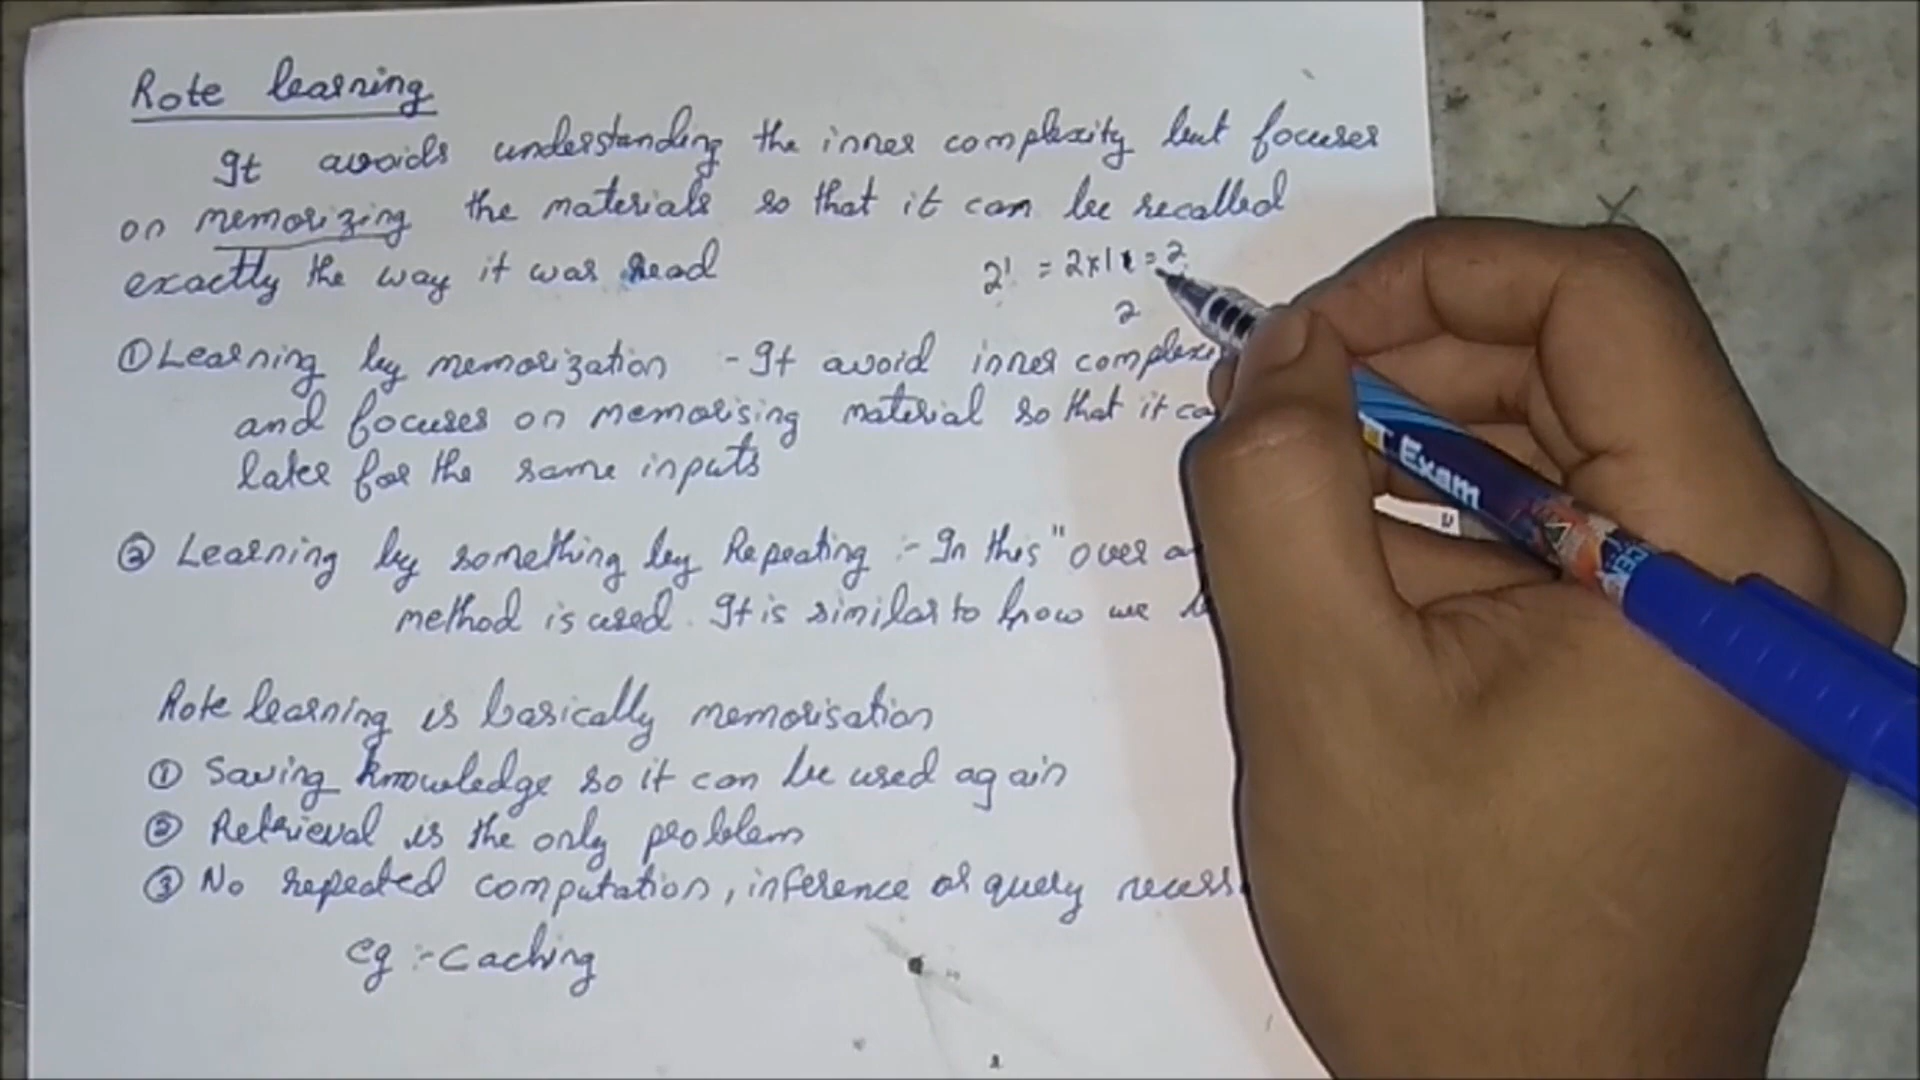 Rote learning
It avoids understanding the inner complexity but focuses
on memorizing the materials so that it can be recalled
exactly the way it was read
2¹ = 2×1 = 2
2
① Learning by memorization - It avoid inner complexi
and focuses on memorising material so that it ca
later for the same inputs
② Learning by something by Repeating :- In this "over a
method is used. It is similar to know we
Rote learning is basically memorisation
① Saving knowledge so it can be used again
② Retrieval is the only problem
③ No repeated computation, inference or query necess
eg :- Caching
Exam